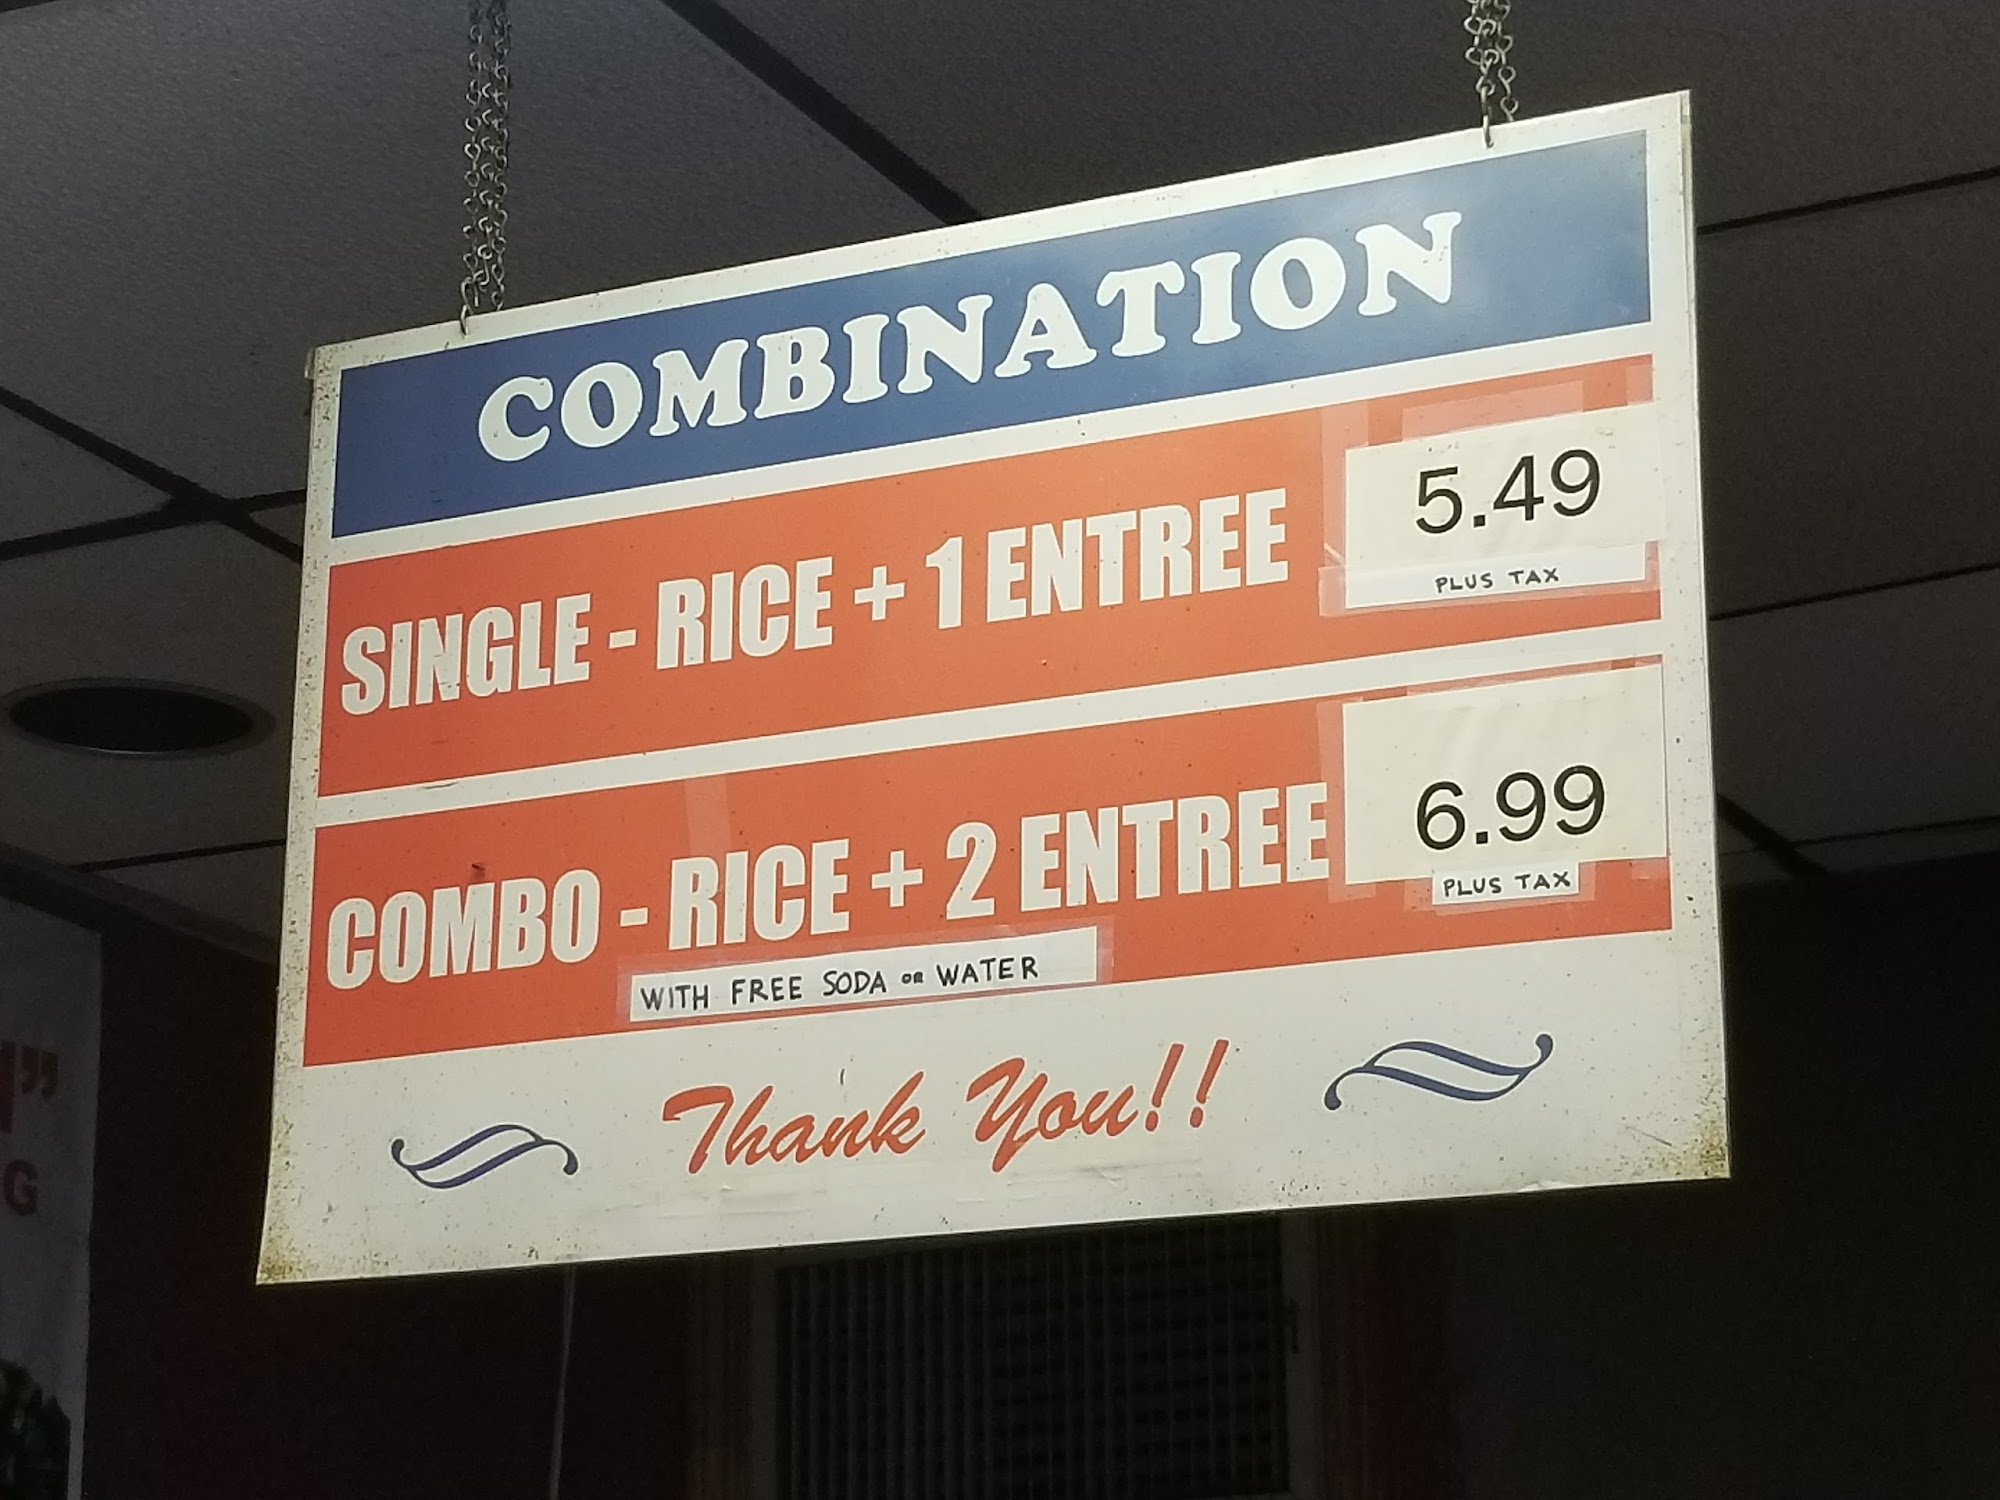 COMBINATION
SINGLE - RICE + 1 ENTREE 5.49
PLUS TAX
COMBO - RICE + 2 ENTREE 6.99
PLUS TAX
WITH FREE SODA OR WATER
Thank You!!
G